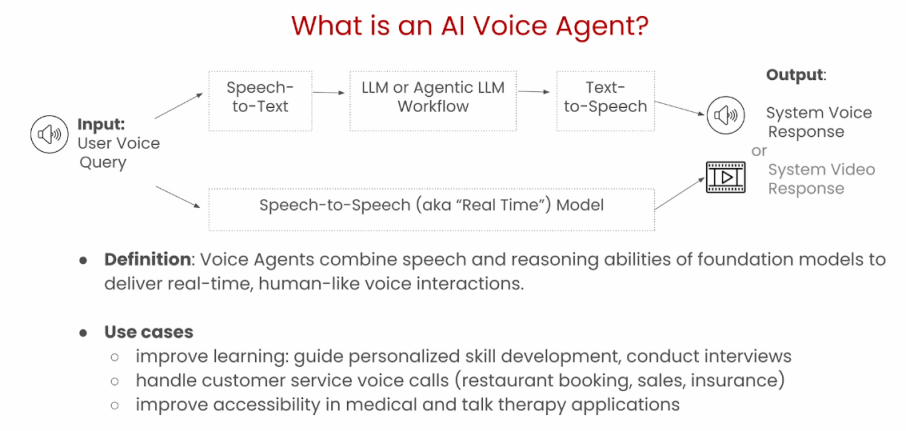 What is an AI Voice Agent?
Input:
User Voice
Query
Speech-
to-Text
LLM or Agentic LLM
Workflow
Text-
to-Speech
Speech-to-Speech (aka “Real Time”) Model
Output:
System Voice
Response
or
System Video
Response
● Definition: Voice Agents combine speech and reasoning abilities of foundation models to
deliver real-time, human-like voice interactions.
● Use cases
○ improve learning: guide personalized skill development, conduct interviews
○ handle customer service voice calls (restaurant booking, sales, insurance)
○ improve accessibility in medical and talk therapy applications